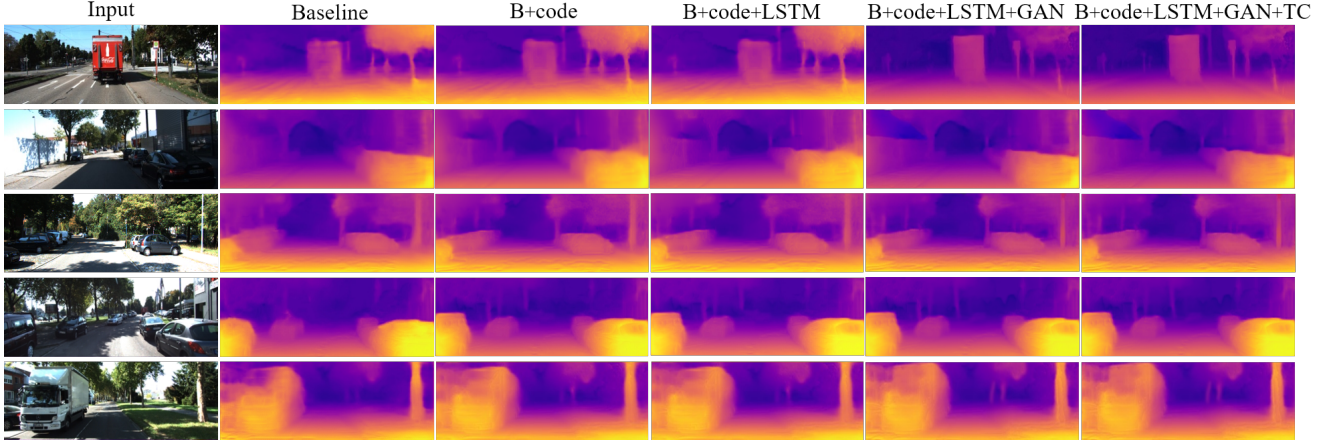 Input
Baseline
B+code
B+code+LSTM
B+code+LSTM+GAN
B+code+LSTM+GAN+TC